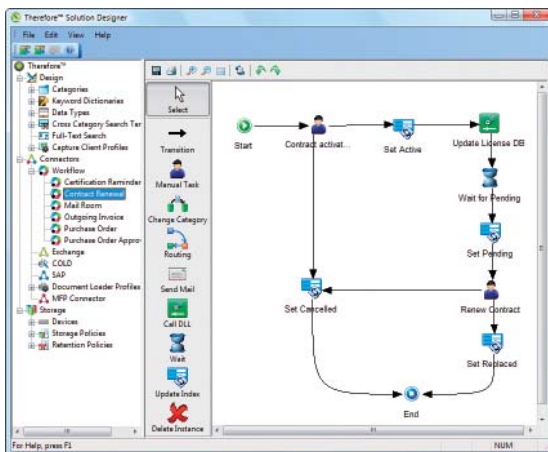 Therefore™ Solution Designer
File Edit View Help
Therefore™
Design
Categories
Keyword Dictionaries
Data Types
Cross Category Search Ter
Full-Text Search
Capture Client Profiles
Connectors
Workflow
Certification Reminder
Contract Renewal
Mail Room
Outgoing Invoice
Purchase Order
Purchase Order Appro
Exchange
COLD
SAP
Document Loader Profiles
MFP Connector
Storage
Devices
Storage Policies
Retention Policies
Select
Transition
Manual Task
Change Category
Routing
Send Mail
Call DLL
Wait
Update Index
Delete Instance
Start
Contract activat...
Set Active
Update License DB
Wait for Pending
Set Pending
Set Cancelled
Renew Contract
Set Replaced
End
For Help, press F1
NUM